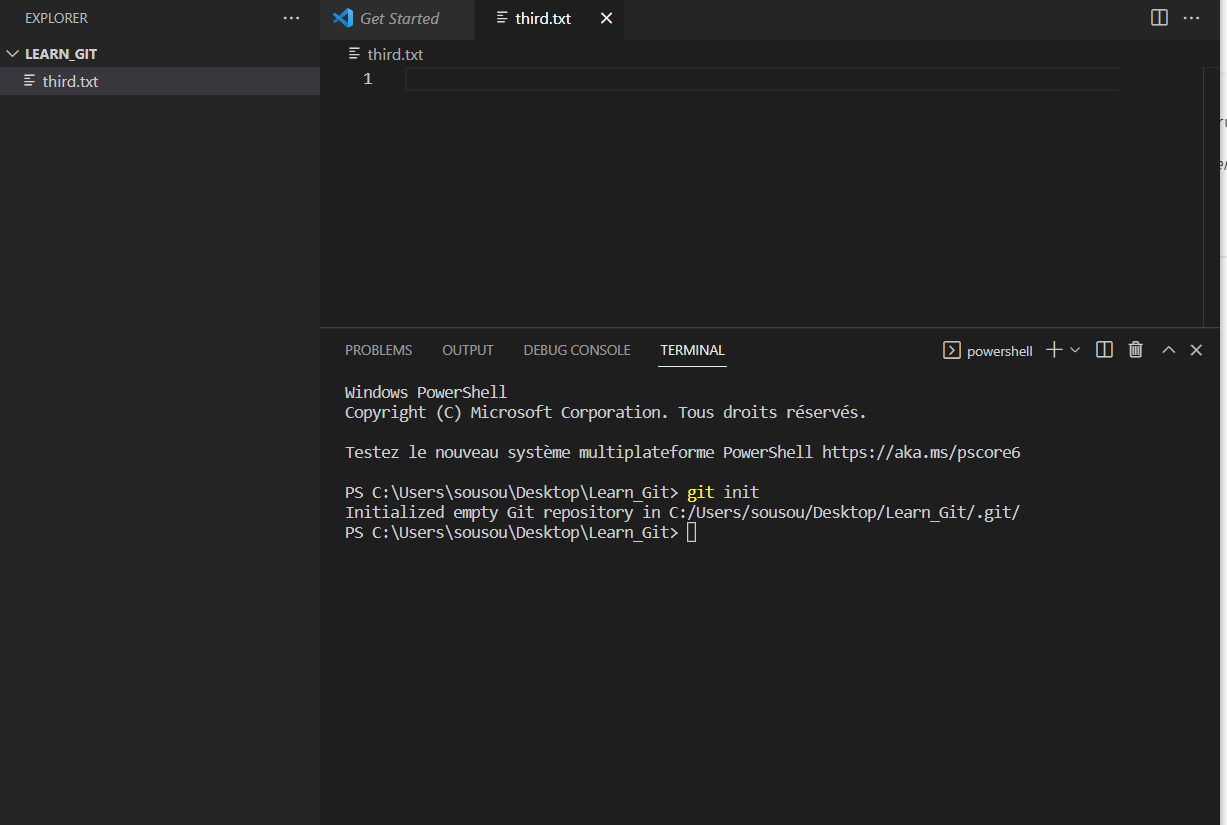 EXPLORER
LEARN_GIT
third.txt
Get Started
third.txt
third.txt
1
PROBLEMS OUTPUT DEBUG CONSOLE TERMINAL
powershell
Windows PowerShell
Copyright (C) Microsoft Corporation. Tous droits réservés.
Testez le nouveau système multiplateforme PowerShell https://aka.ms/pscore6
PS C:\Users\sousou\Desktop\Learn_Git> git init
Initialized empty Git repository in C:/Users/sousou/Desktop/Learn_Git/.git/
PS C:\Users\sousou\Desktop\Learn_Git>